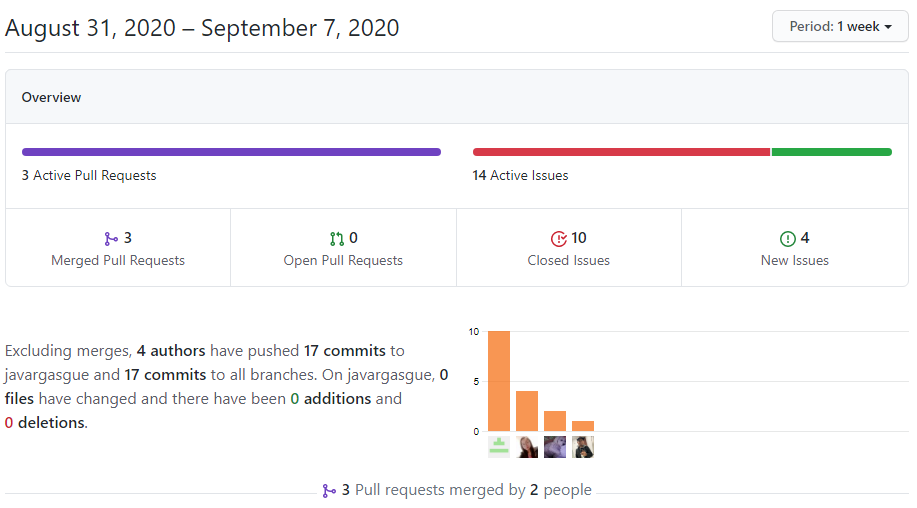 August 31, 2020 – September 7, 2020
Period: 1 week
Overview
3 Active Pull Requests
14 Active Issues
3
Merged Pull Requests
0
Open Pull Requests
10
Closed Issues
4
New Issues
Excluding merges, 4 authors have pushed 17 commits to
javargasgue and 17 commits to all branches. On javargasgue, 0
files have changed and there have been 0 additions and
0 deletions.
10
5
0
3 Pull requests merged by 2 people